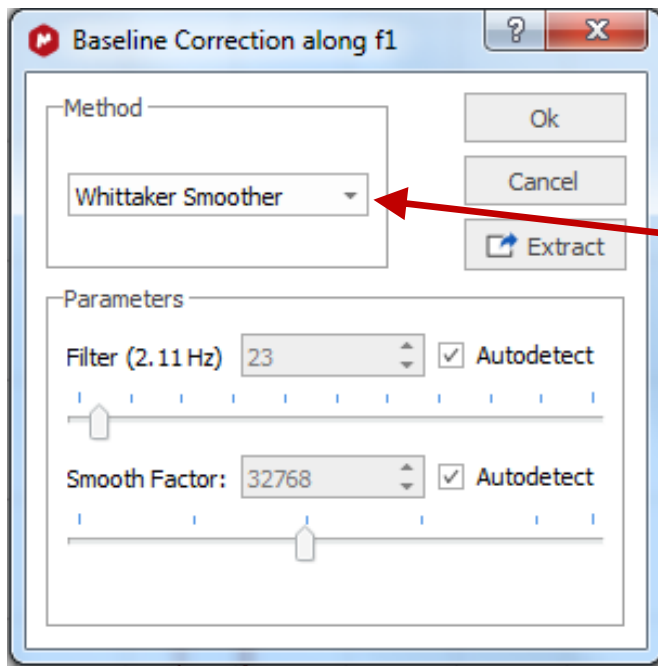 Baseline Correction along f1
Method
Whittaker Smoother
Ok
Cancel
Extract
Parameters
Filter (2.11 Hz) 23 Autodetect
Smooth Factor: 32768 Autodetect